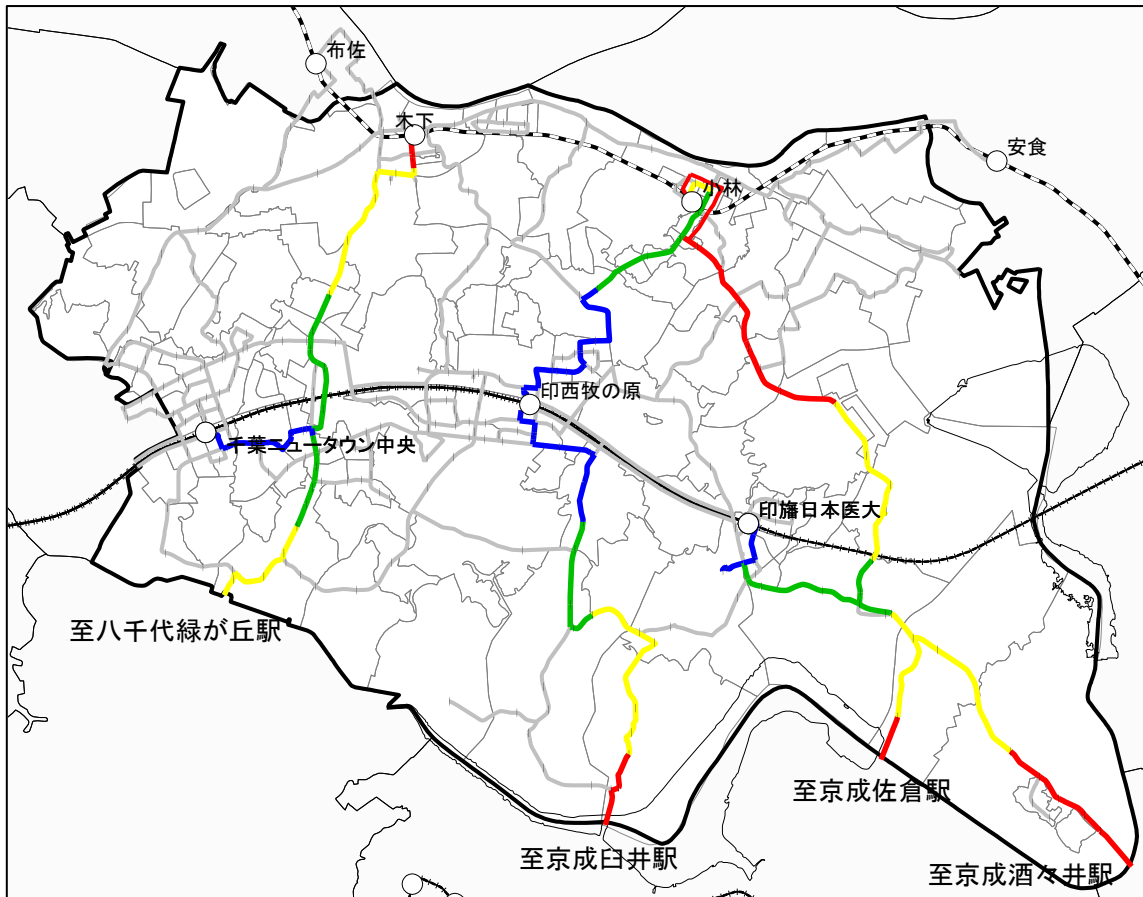 布佐
木下
安食
小林
印西牧の原
千葉ニュータウン中央
印旛日本医大
至八千代緑が丘駅
至京成佐倉駅
至京成臼井駅
至京成酒々井駅